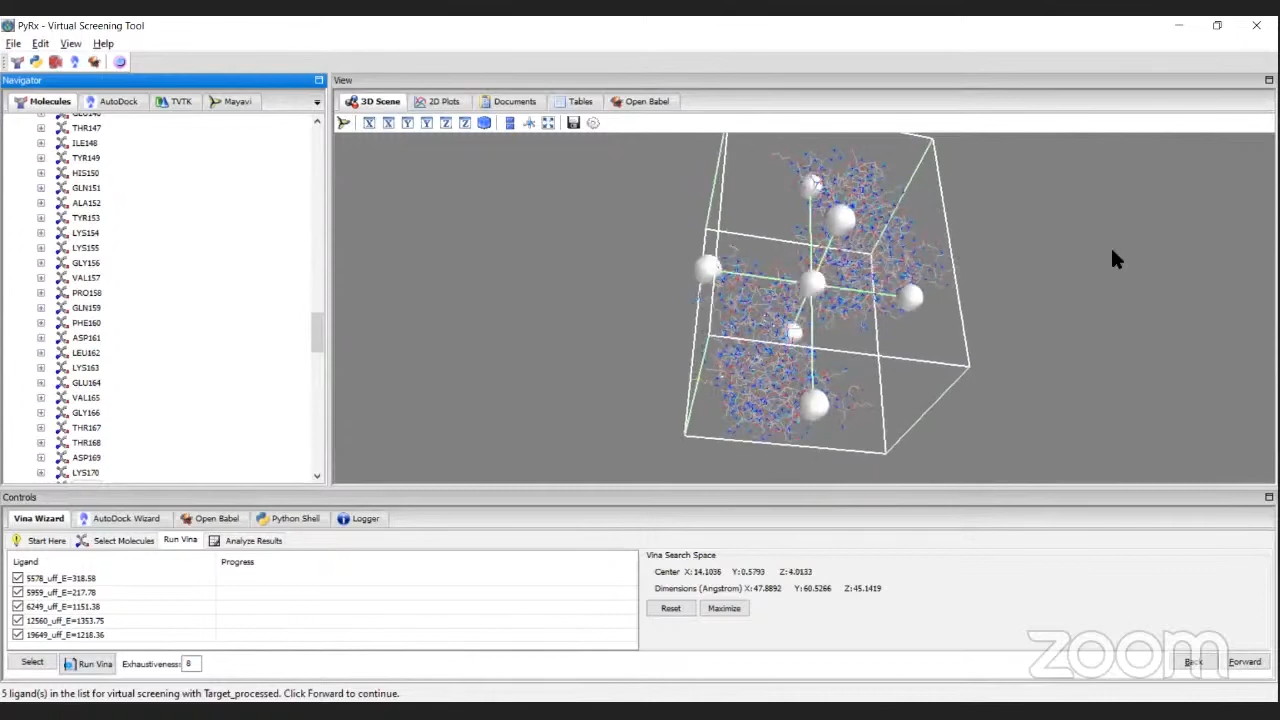 PyRx - Virtual Screening Tool
File Edit View Help
Navigator
View
Molecules AutoDock TVTK Mayavi
3D Scene 2D Plots Documents Tables Open Babel
THR147
ILE148
TYR149
HIS150
GLN151
ALA152
TYR153
LYS154
LYS155
GLY156
VAL157
PRO158
GLN159
PHE160
ASP161
LEU162
LYS163
GLU164
VAL165
GLY166
THR167
THR168
ASP169
LYS170
Controls
Vina Wizard AutoDock Wizard Open Babel Python Shell Logger
Start Here Select Molecules Run Vina Analyze Results
Ligand Progress
5578_uff_E=318.58
5959_uff_E=217.78
6249_uff_E=1151.38
12560_uff_E=1353.75
19649_uff_E=1218.36
Vina Search Space
Center X:14.1036 Y:0.5793 Z:4.0133
Dimensions (Angstrom) X:47.8892 Y:60.5266 Z:45.1419
Reset Maximize
Select Run Vina Exhaustiveness: 8
Back Forward
zoom
5 ligand(s) in the list for virtual screening with Target_processed. Click Forward to continue.